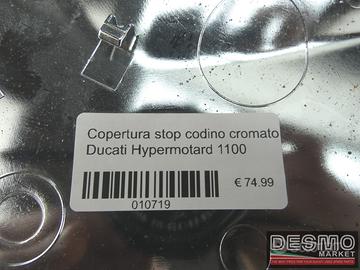 Copertura stop codino cromato
Ducati Hypermotard 1100
€ 74.99
010719
DESMO
MARKET